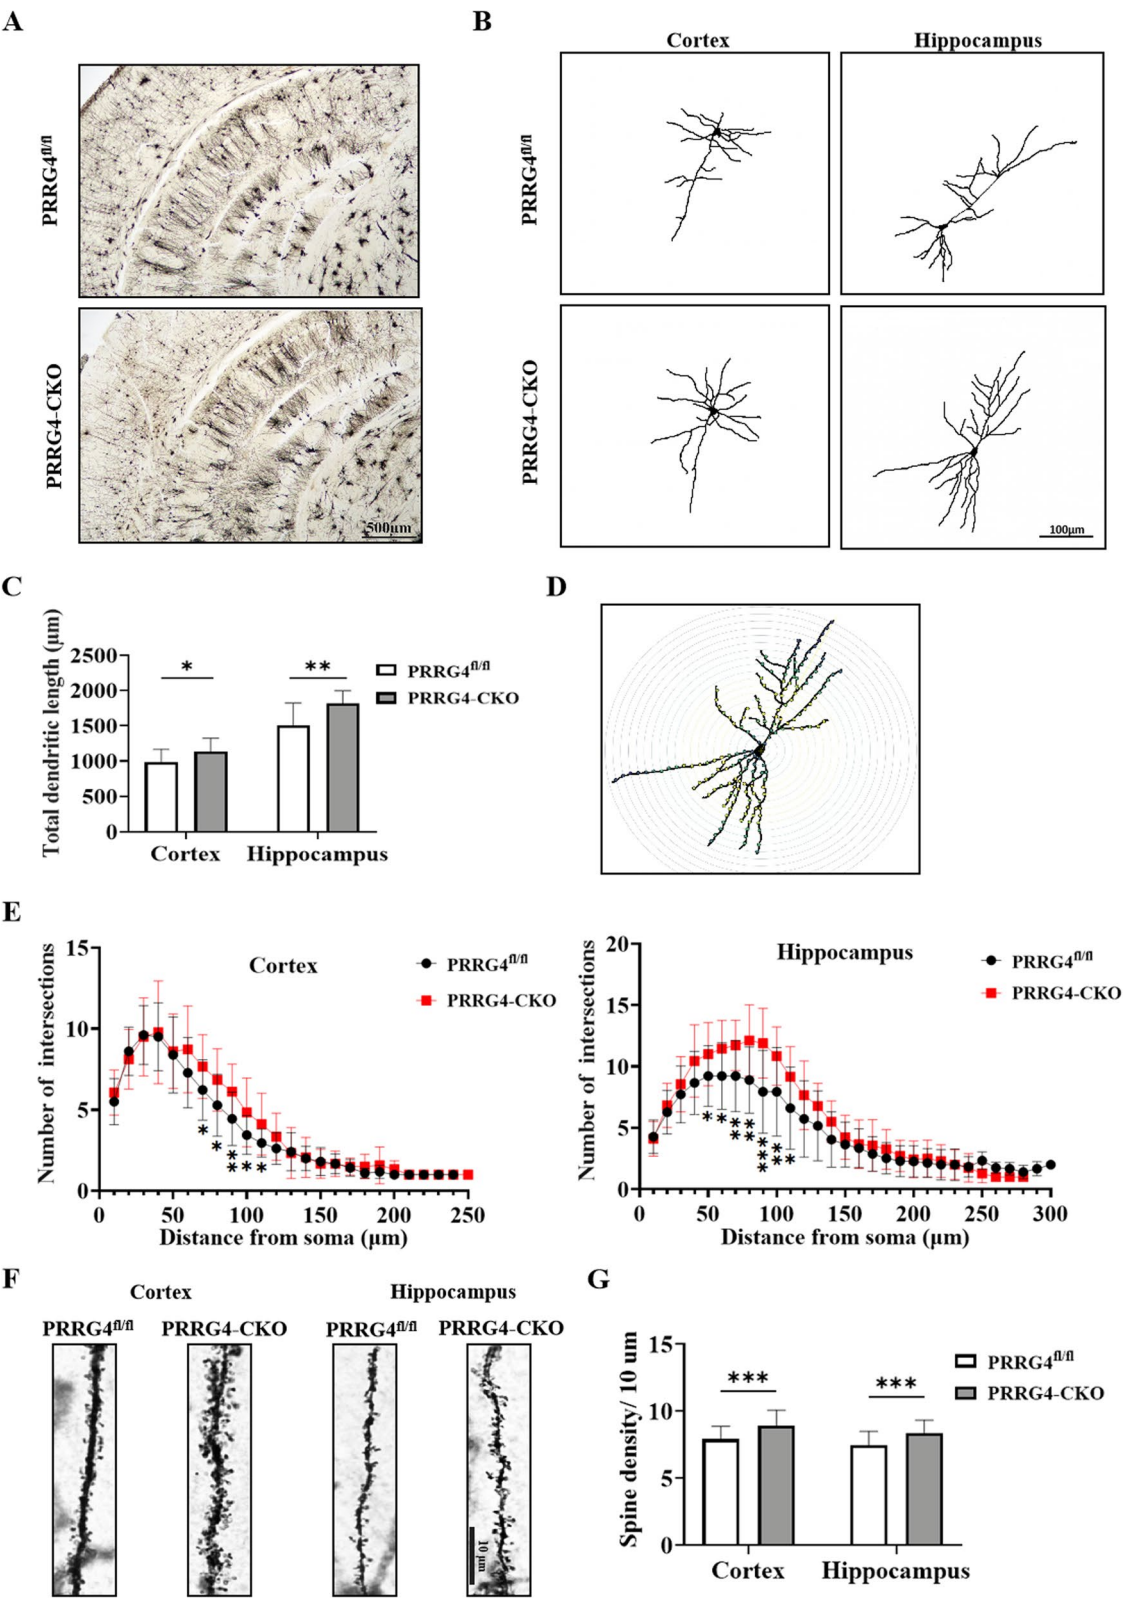 A
B
Cortex
Hippocampus
PRRG4fl/fl
PRRG4fl/fl
PRRG4-CKO
PRRG4-CKO
500µm
100µm
C
D
Total dendritic length (µm)
2500
2000
1500
1000
500
0
*
**
PRRG4fl/fl
PRRG4-CKO
Cortex
Hippocampus
E
Number of intersections
15
10
5
0
Cortex
PRRG4fl/fl
PRRG4-CKO
*
*
**
*
*
0 50 100 150 200 250
Distance from soma (µm)
Number of intersections
20
15
10
5
0
Hippocampus
PRRG4fl/fl
PRRG4-CKO
*
*
**
**
***
**
*
0 50 100 150 200 250 300
Distance from soma (µm)
F
Cortex
Hippocampus
PRRG4fl/fl
PRRG4-CKO
PRRG4fl/fl
PRRG4-CKO
10 µm
G
Spine density/ 10 um
15
10
5
0
***
***
PRRG4fl/fl
PRRG4-CKO
Cortex
Hippocampus